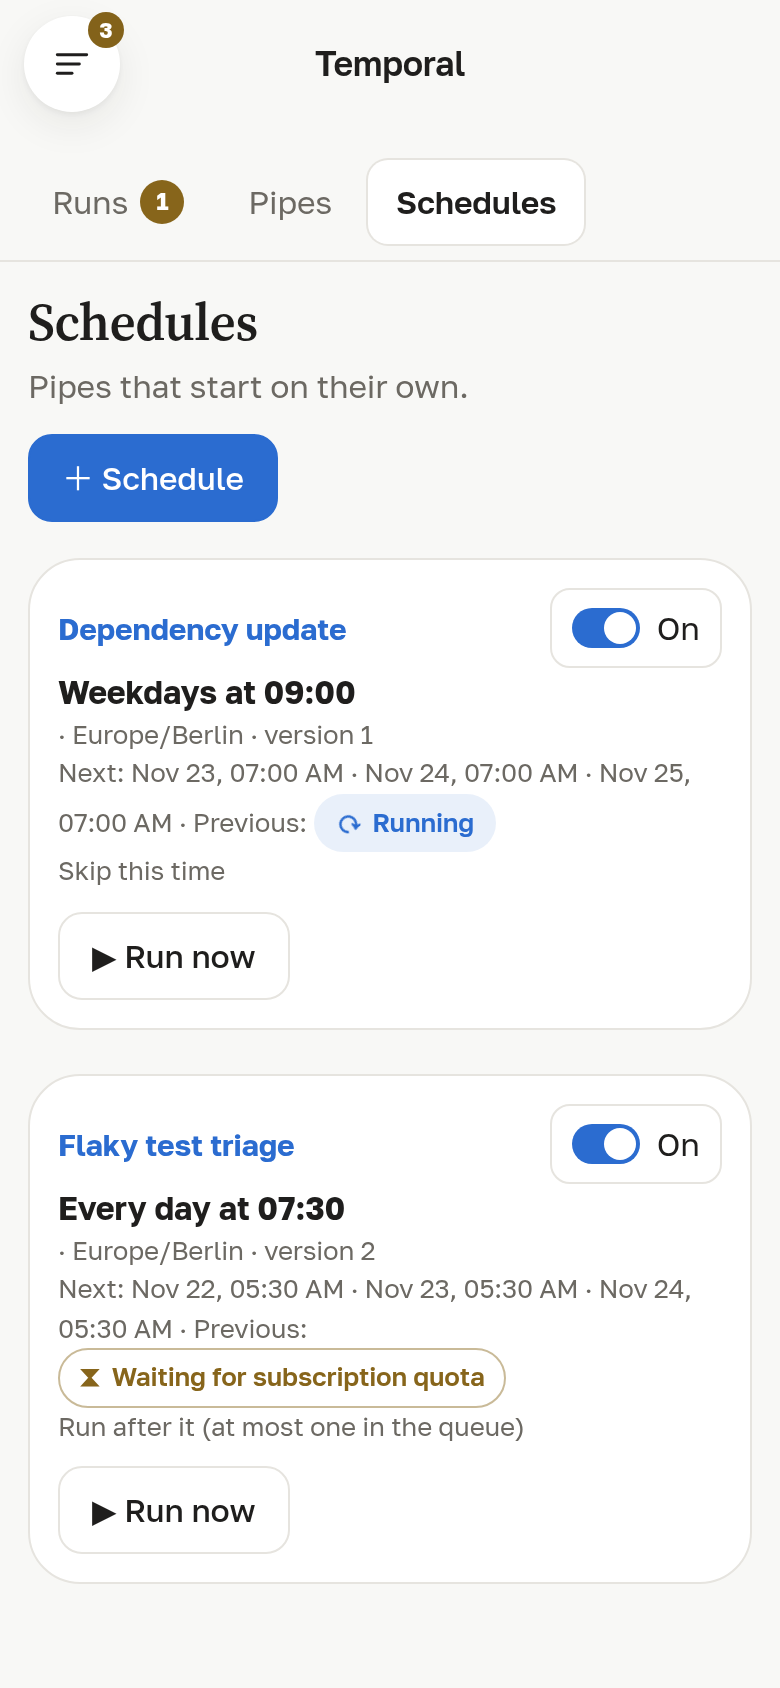 3
Temporal
Runs 1 Pipes Schedules
Schedules
Pipes that start on their own.
+ Schedule
Dependency update On
Weekdays at 09:00
· Europe/Berlin · version 1
Next: Nov 23, 07:00 AM · Nov 24, 07:00 AM · Nov 25,
07:00 AM · Previous: Running
Skip this time
▶ Run now
Flaky test triage On
Every day at 07:30
· Europe/Berlin · version 2
Next: Nov 22, 05:30 AM · Nov 23, 05:30 AM · Nov 24,
05:30 AM · Previous:
Waiting for subscription quota
Run after it (at most one in the queue)
▶ Run now